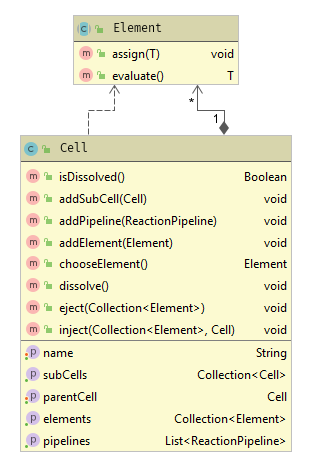 Element
assign(T) void
evaluate() T
*
1
Cell
isDissolved() Boolean
addSubCell(Cell) void
addPipeline(ReactionPipeline) void
addElement(Element) void
chooseElement() Element
dissolve() void
eject(Collection<Element>) void
inject(Collection<Element>, Cell) void
name String
subCells Collection<Cell>
parentCell Cell
elements Collection<Element>
pipelines List<ReactionPipeline>